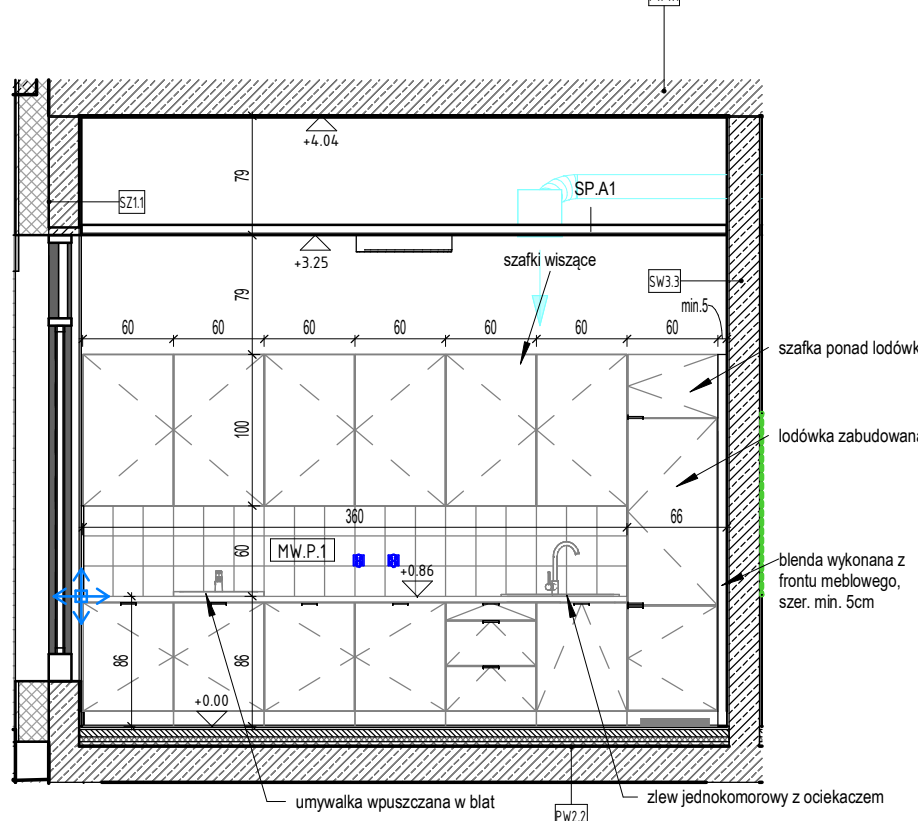 +4.04
79
SP.A1
SZ1.1
+3.25
szafki wiszące
SW3.3
79
min.5
60
60
60
60
60
60
60
szafka ponad lodówk
100
lodówka zabudowana
360
66
60
MW.P.1
+0.86
blenda wykonana z
frontu meblowego,
szer. min. 5cm
86
86
+0.00
umywalka wpuszczana w blat
zlew jednokomorowy z ociekaczem
PW2.2